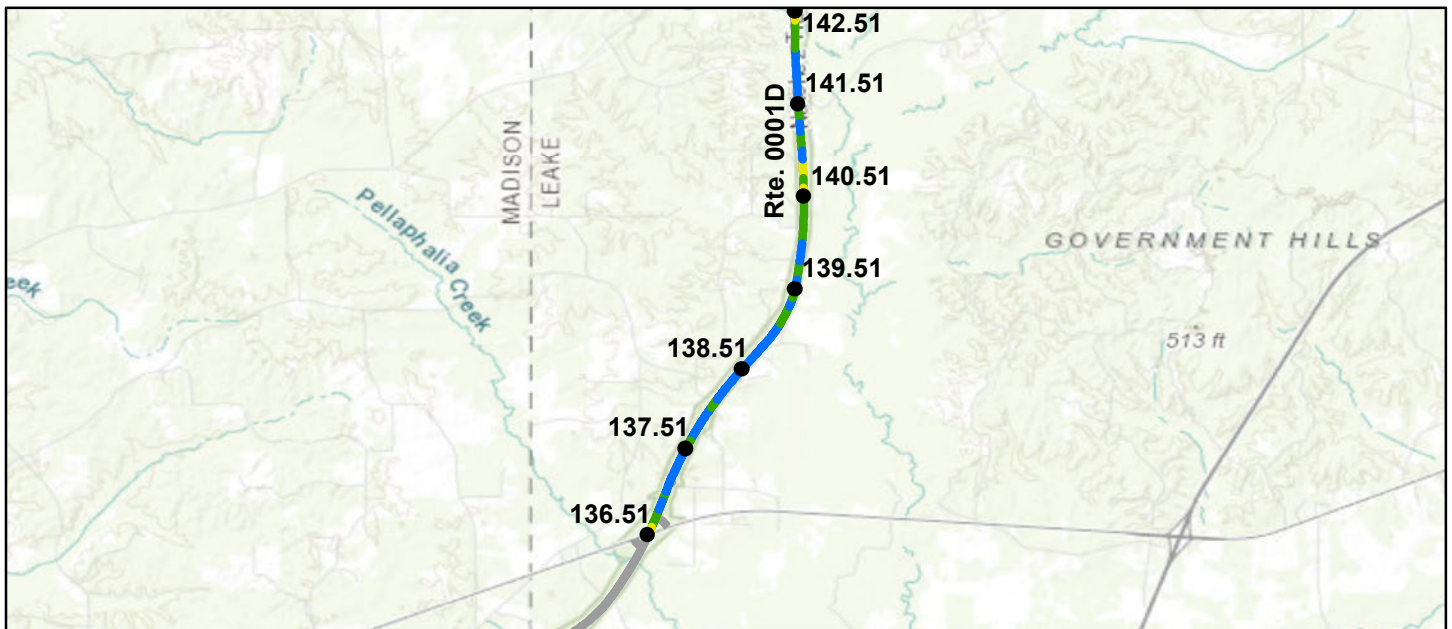 142.51
141.51
Rte. 0001D
MADISON
LEAKE
140.51
Pellaphalia Creek
GOVERNMENT HILLS
139.51
eek
513 ft
138.51
137.51
136.51